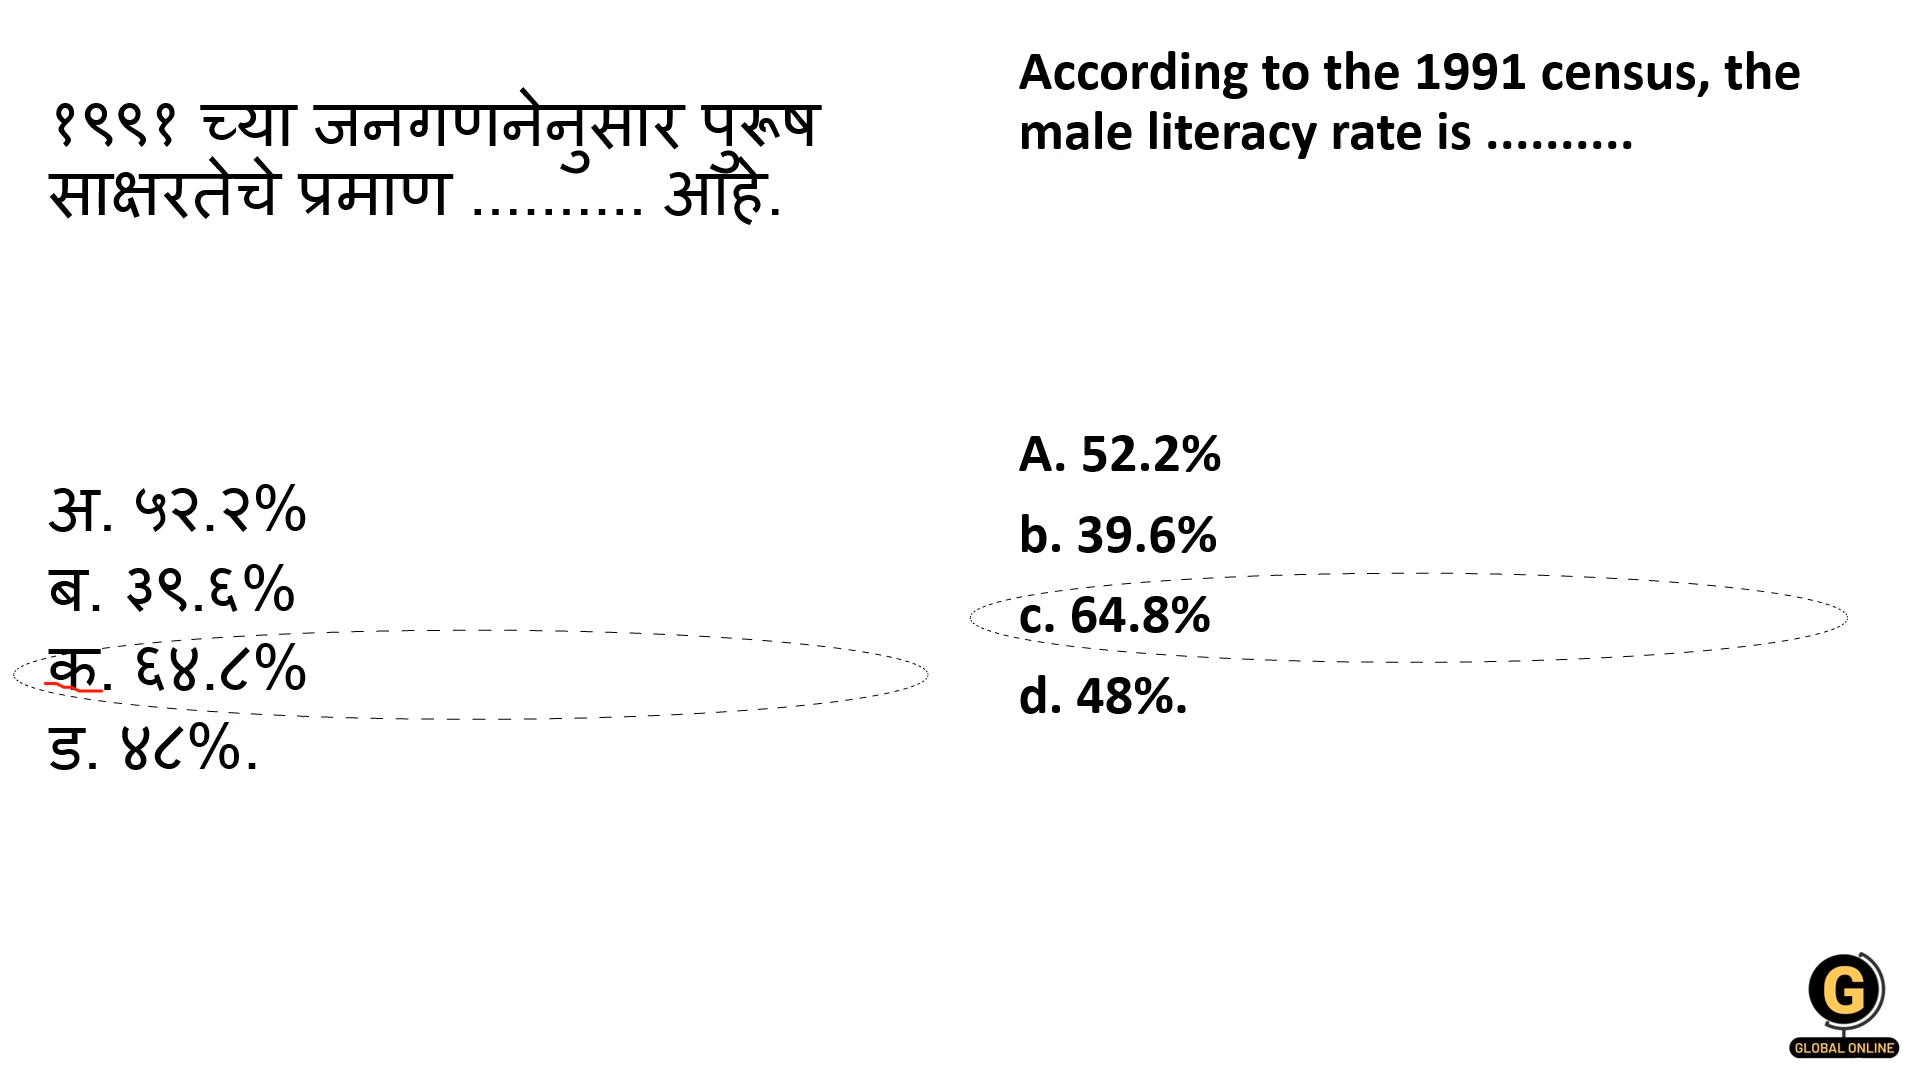 १९९१ च्या जनगणनेनुसार पुरूष
साक्षरतेचे प्रमाण .......... आहे.
अ. ५२.२%
ब. ३९.६%
क. ६४.८%
ड. ४८%.
According to the 1991 census, the
male literacy rate is ..........
A. 52.2%
b. 39.6%
c. 64.8%
d. 48%.
G
GLOBAL ONLINE